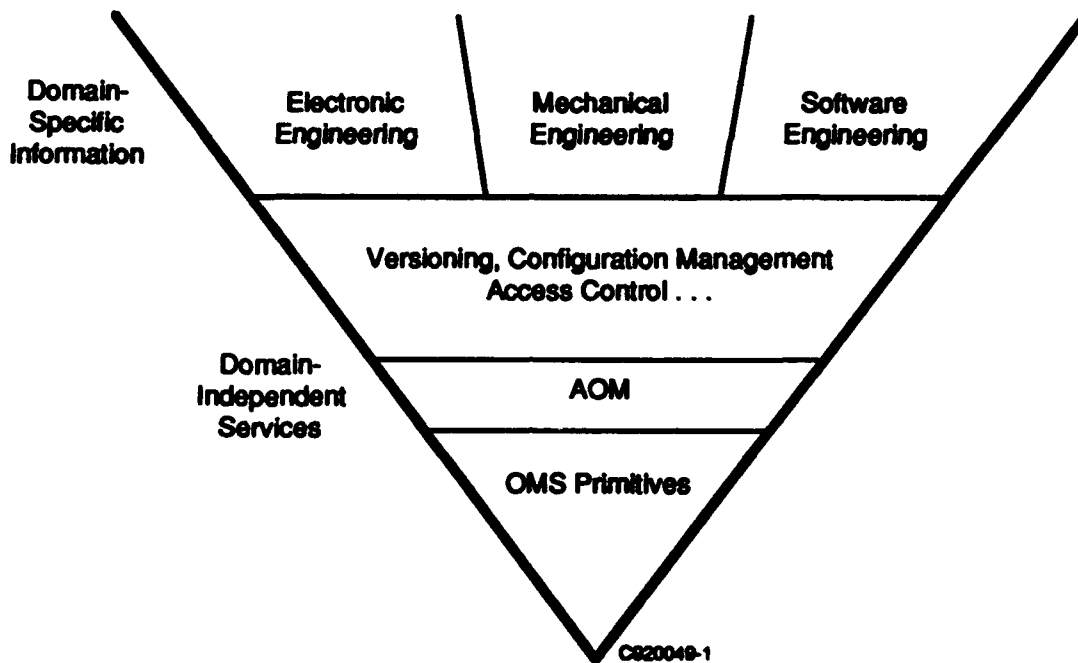 Domain-
Specific
Information
Electronic
Engineering
Mechanical
Engineering
Software
Engineering
Versioning, Configuration Management
Access Control . . .
Domain-
Independent
Services
AOM
OMS Primitives
C920049-1